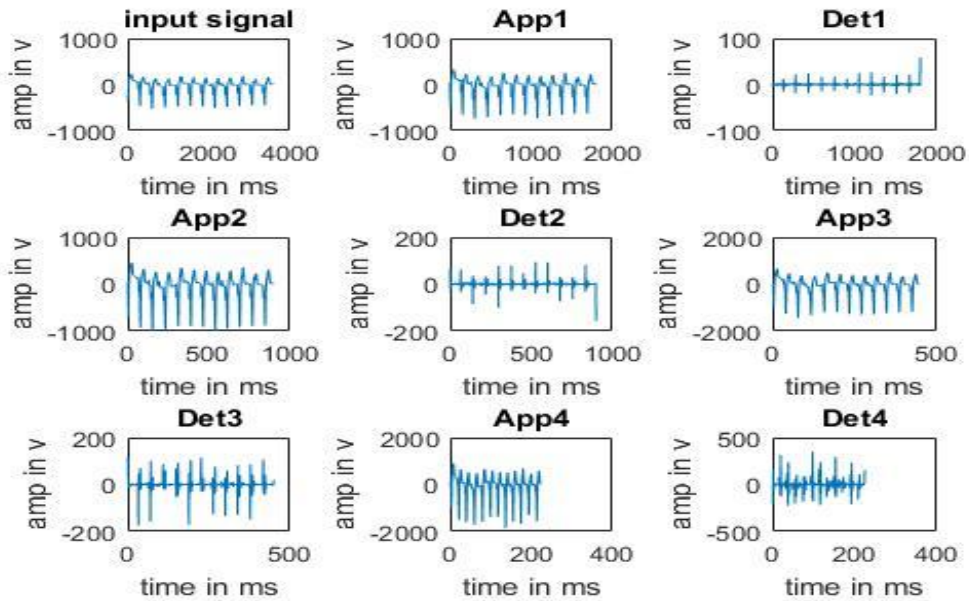 input signal
amp in v
1000
0
-1000
0
2000
4000
time in ms
App1
amp in v
1000
0
-1000
0
1000
2000
time in ms
Det1
amp in v
100
0
-100
0
1000
2000
time in ms
App2
amp in v
1000
0
-1000
0
500
1000
time in ms
Det2
amp in v
200
0
-200
0
500
1000
time in ms
App3
amp in v
2000
0
-2000
0
500
time in ms
Det3
amp in v
200
0
-200
0
500
time in ms
App4
amp in v
2000
0
-2000
0
200
400
time in ms
Det4
amp in v
500
0
-500
0
200
400
time in ms